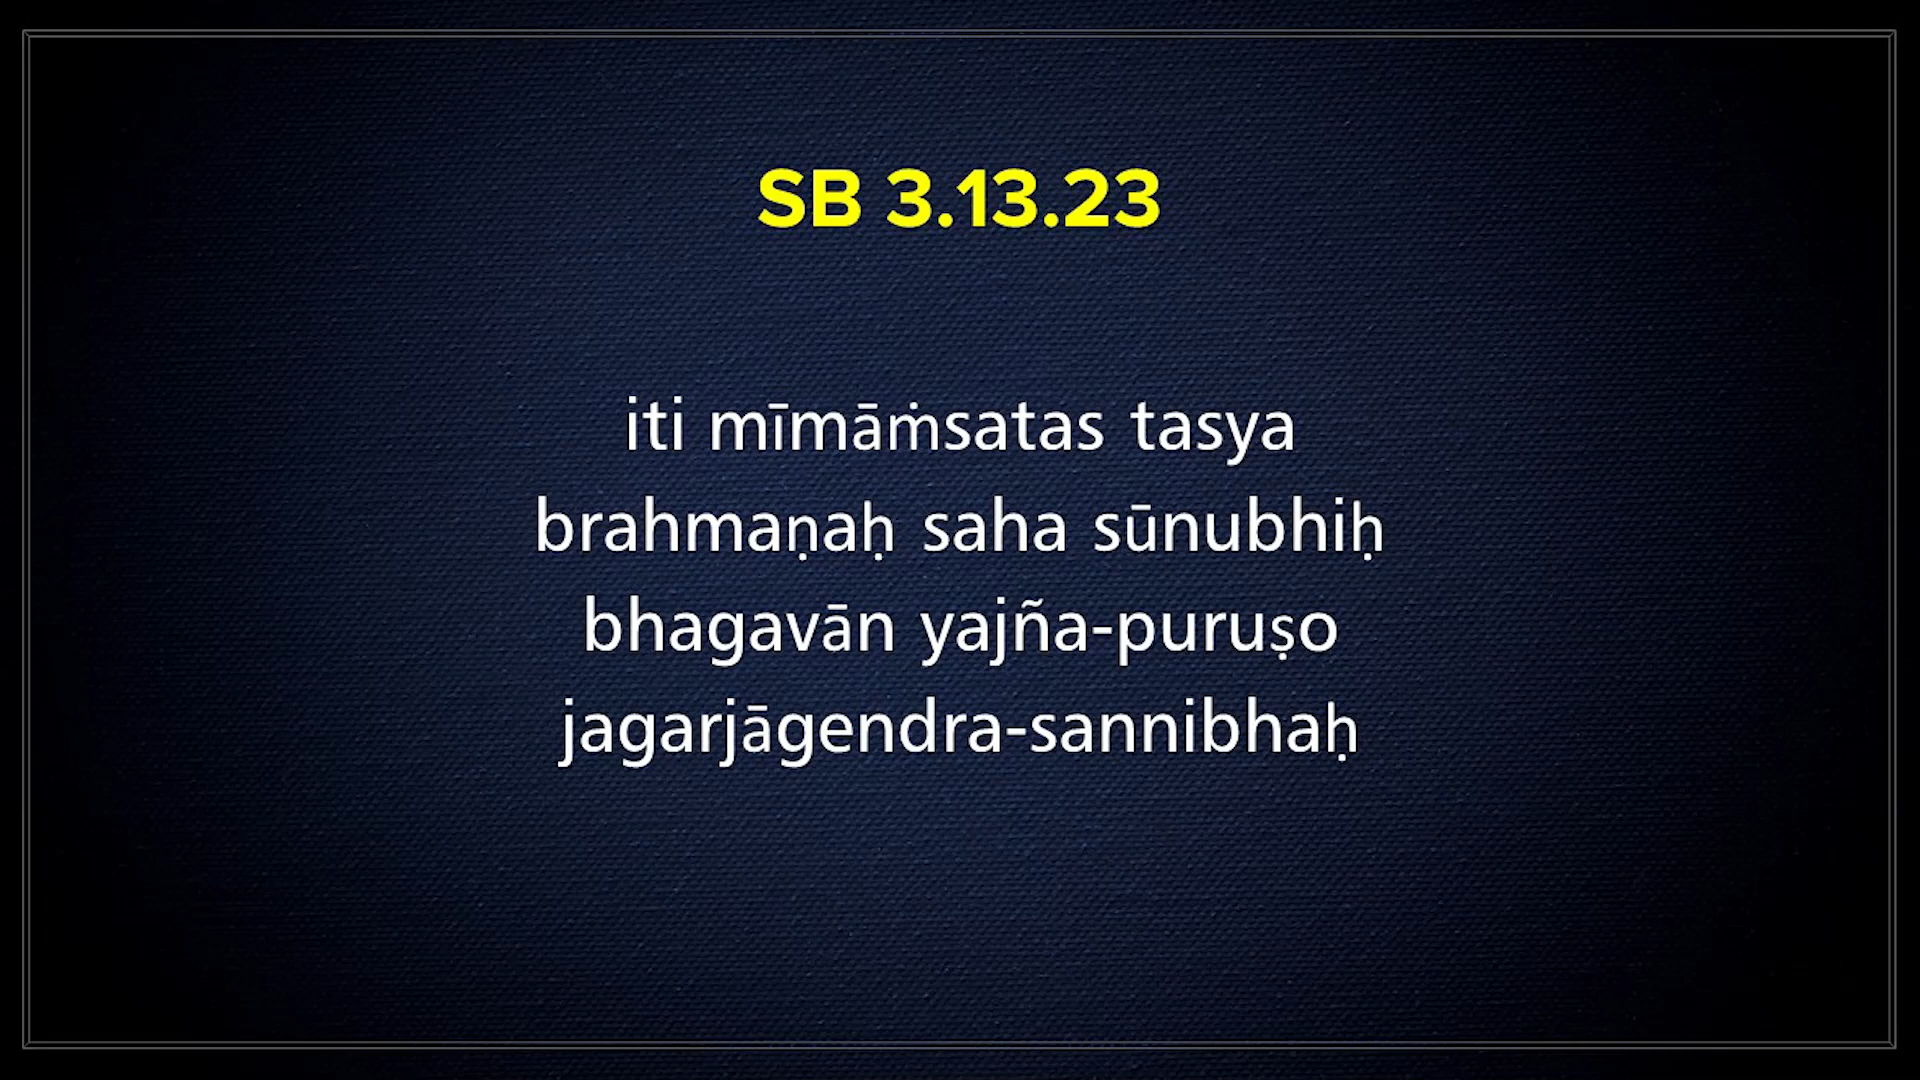 SB 3.13.23
iti mīmāṁsatas tasya
brahmaṇaḥ saha sūnubhiḥ
bhagavān yajña-puruṣo
jagarjāgendra-sannibhaḥ